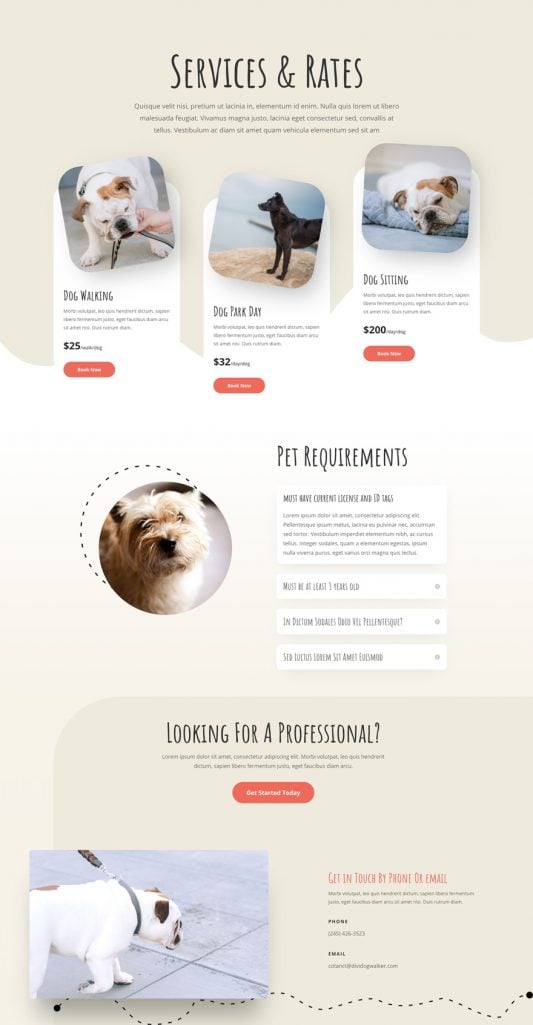 Services & Rates
Quisque velit nisi, pretium ut lacinia in, elementum id enim. Nulla quis lorem ut libero
malesuada feugiat. Vivamus magna justo, lacinia eget consectetur sed, convallis at
tellus. Vestibulum ac diam sit amet quam vehicula elementum sed sit am
Dog Walking
Morbi volutpat, leo quis hendrerit dictum, sapien
libero fermentum justo, eget faucibus diam arcu
sit amet nisi. Duis rutrum diam.
$25/walk/dog
Book Now
Dog Park Day
Morbi volutpat, leo quis hendrerit dictum, sapien
libero fermentum justo, eget faucibus diam arcu
sit amet nisi. Duis rutrum diam.
$32/day/dog
Book Now
Dog Sitting
Morbi volutpat, leo quis hendrerit dictum, sapien
libero fermentum justo, eget faucibus diam arcu
sit amet nisi. Duis rutrum diam.
$200/day/dog
Book Now
Pet Requirements
must have current license and ID tags
Lorem ipsum dolor sit amet, consectetur adipiscing elit.
Pellentesque ipsum metus, lacinia eu pulvinar nec, accumsan
sed tortor. Vestibulum imperdiet elementum nibh, ac cursus
tellus. Integer sodales, quam a elementum egestas, ipsum
nulla viverra purus, eget varius orci magna quis lectus.
Must be at least 1 years old
In Dictum Sodales Odio Vel Pellentesque?
Sed Luctus Lorem Sit Amet Euismod
Looking For A Professional?
Lorem ipsum dolor sit amet, consectetur adipiscing elit. Morbi volutpat, leo quis hendrerit
dictum, sapien libero fermentum justo, eget faucibus diam arcu.
Get Started Today
Get in Touch By Phone Or email
Morbi volutpat, leo quis hendrerit dictum, sapien libero fermentum
justo, eget faucibus diam arcu sit amet nisi. Duis rutrum diam.
PHONE
(245) 426-3523
EMAIL
cotanct@dividogwalker.com